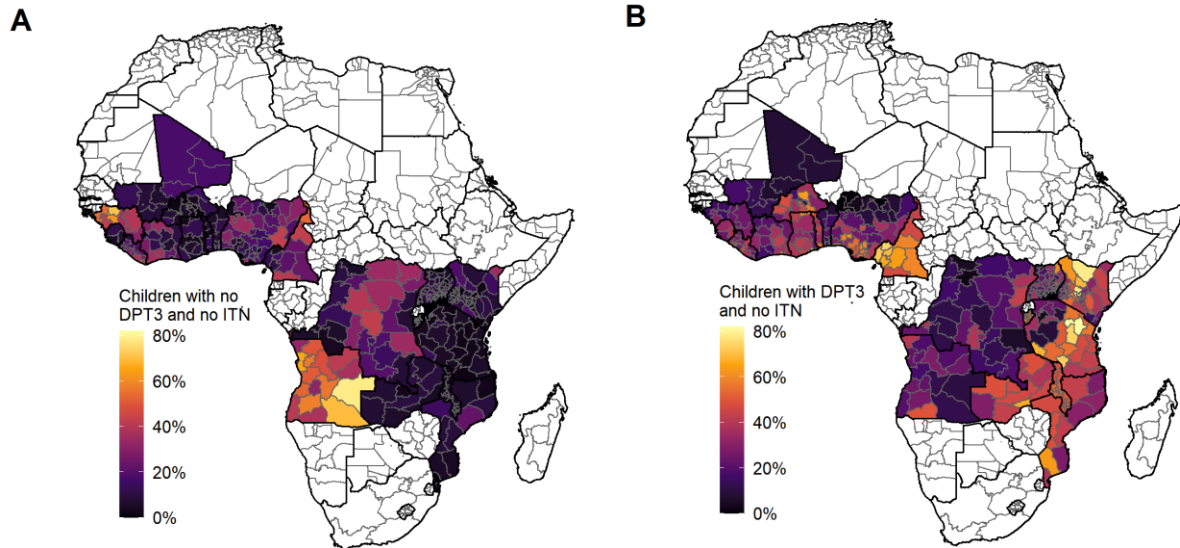 A
Children with no
DPT3 and no ITN
80%
60%
40%
20%
0%
B
Children with DPT3
and no ITN
80%
60%
40%
20%
0%